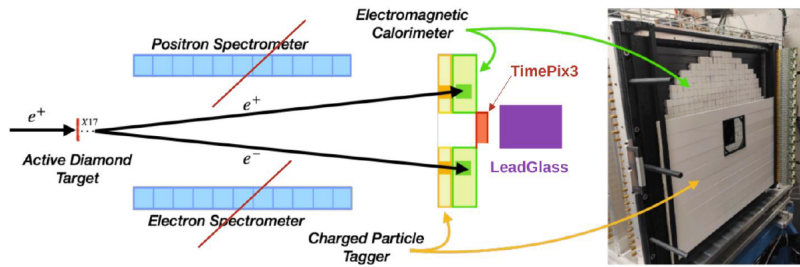 Electromagnetic
Calorimeter
Positron Spectrometer
TimePix3
e+
e+
X17
e−
Active Diamond
Target
LeadGlass
Electron Spectrometer
Charged Particle
Tagger